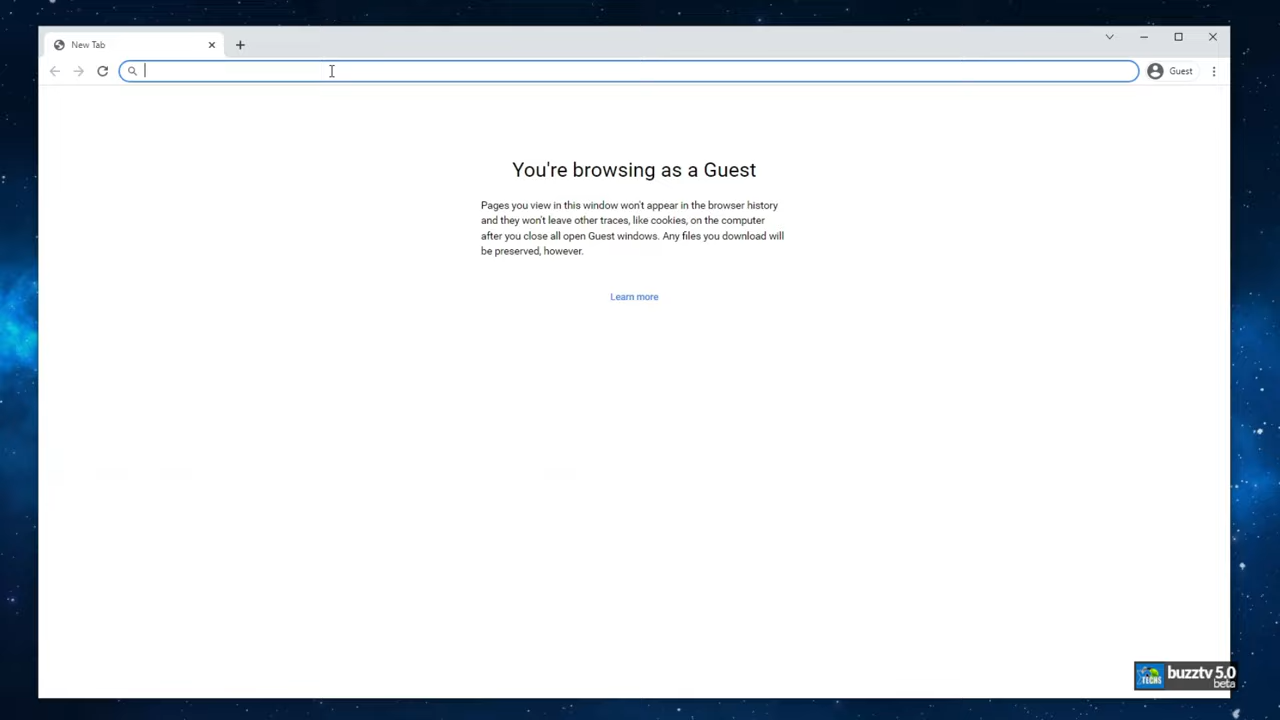 New Tab
Guest
You're browsing as a Guest
Pages you view in this window won't appear in the browser history
and they won't leave other traces, like cookies, on the computer
after you close all open Guest windows. Any files you download will
be preserved, however.
Learn more
TECHS
buzztv 5.0
beta